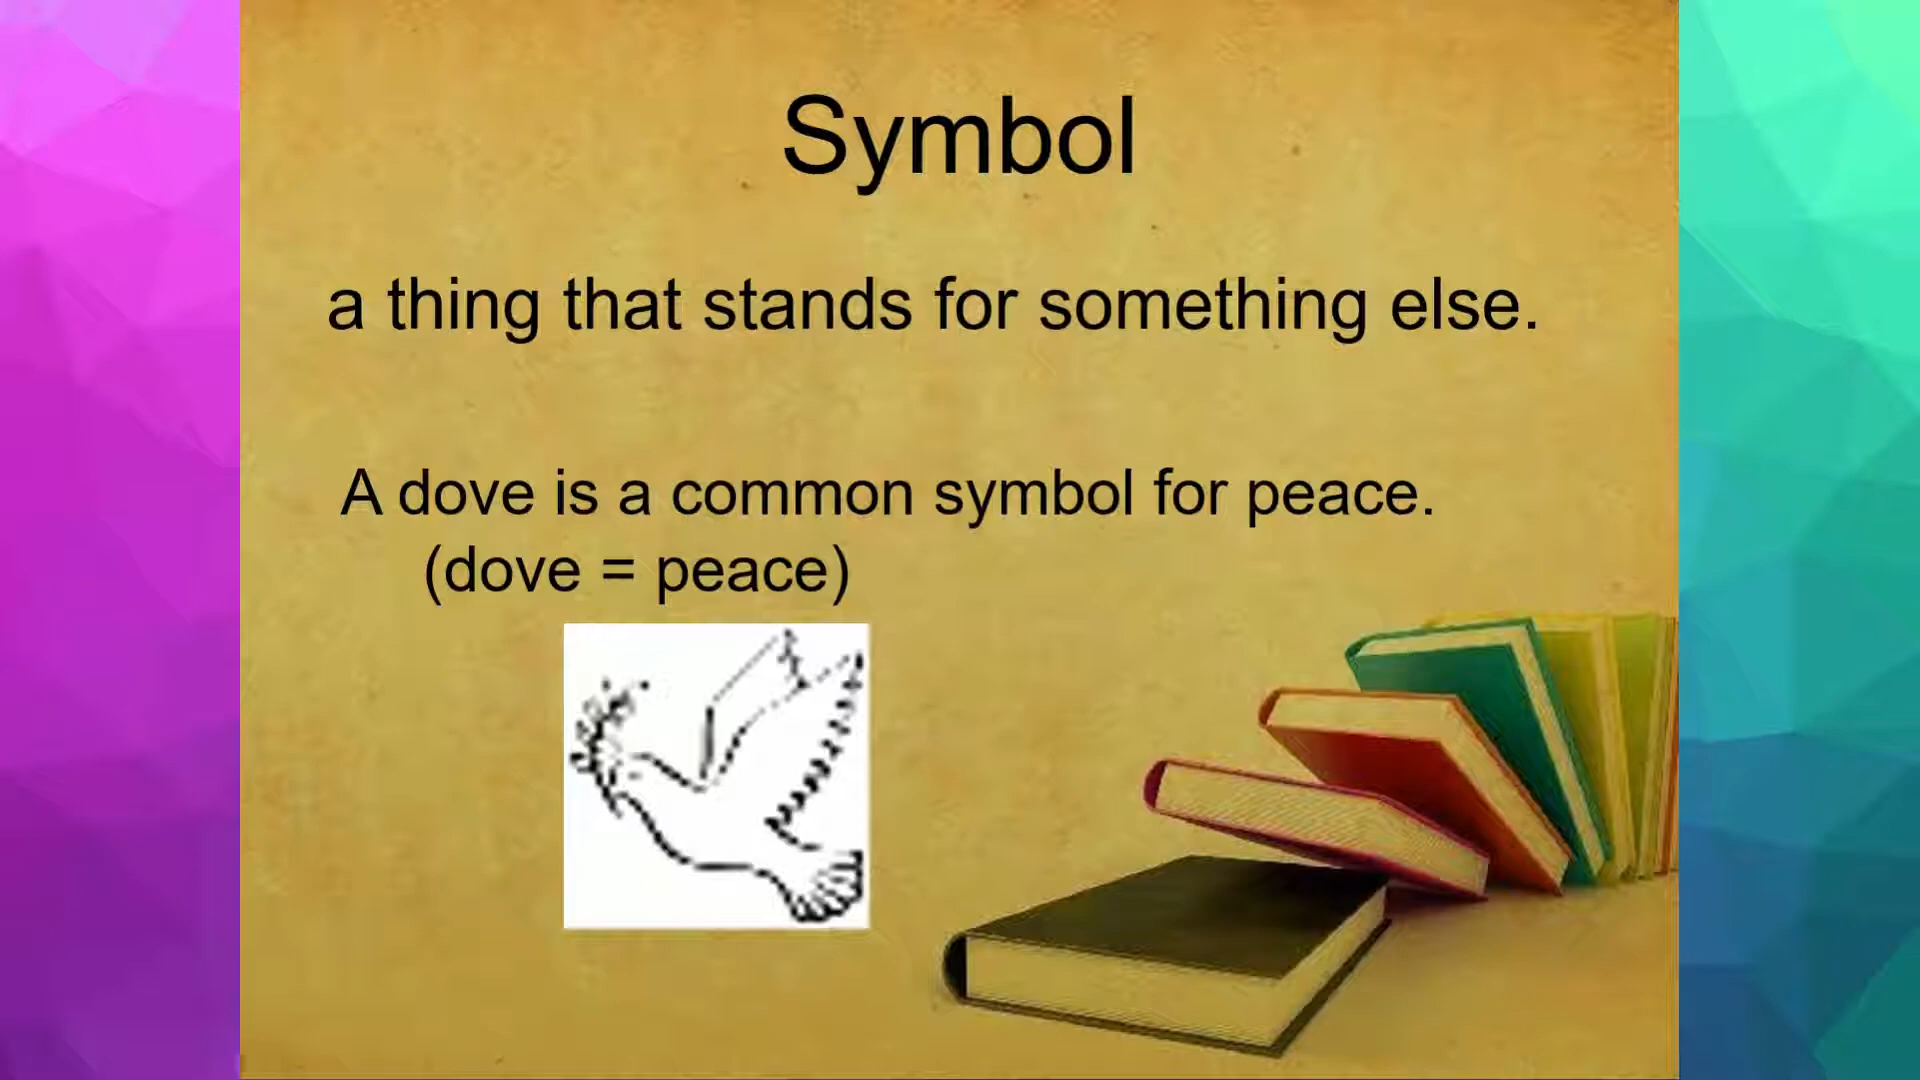 Symbol
a thing that stands for something else.
A dove is a common symbol for peace.
(dove = peace)